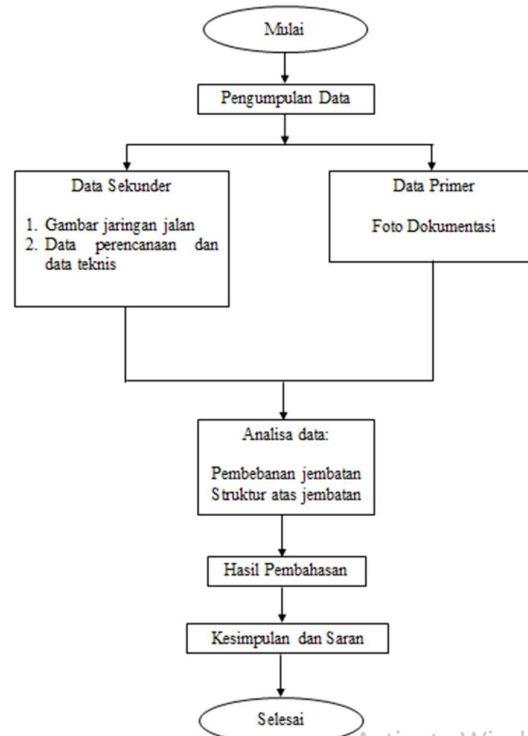 Mulai
Pengumpulan Data
Data Sekunder
1. Gambar jaringan jalan
2. Data perencanaan dan
data teknis
Data Primer
Foto Dokumentasi
Analisa data:
Pembebanan jembatan
Struktur atas jembatan
Hasil Pembahasan
Kesimpulan dan Saran
Selesai